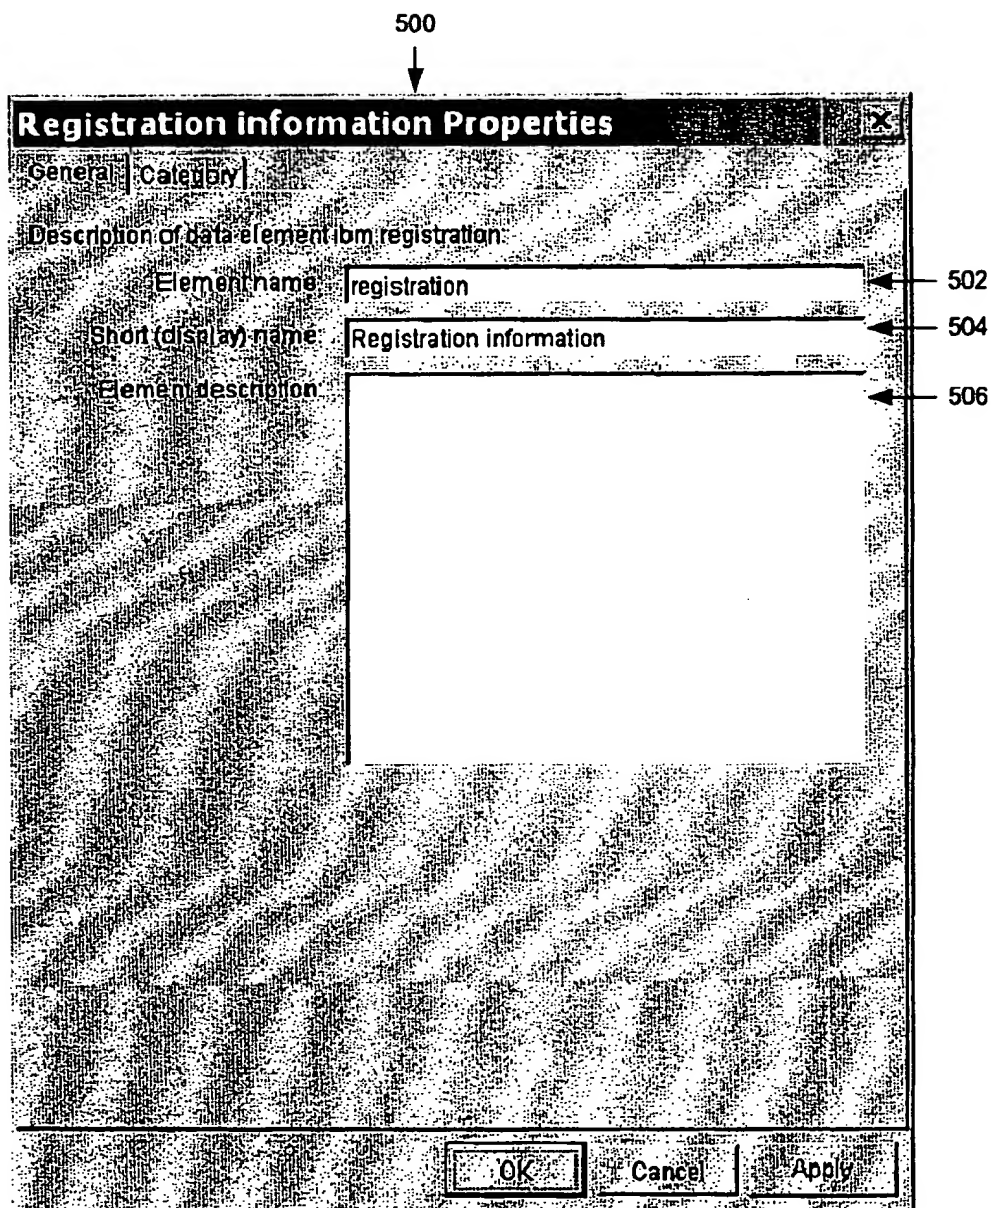 500
Registration information Properties X
General Category
Description of data element ibm registration:
Element name registration 502
Short (display) name Registration information 504
Element description 506
OK Cancel Apply